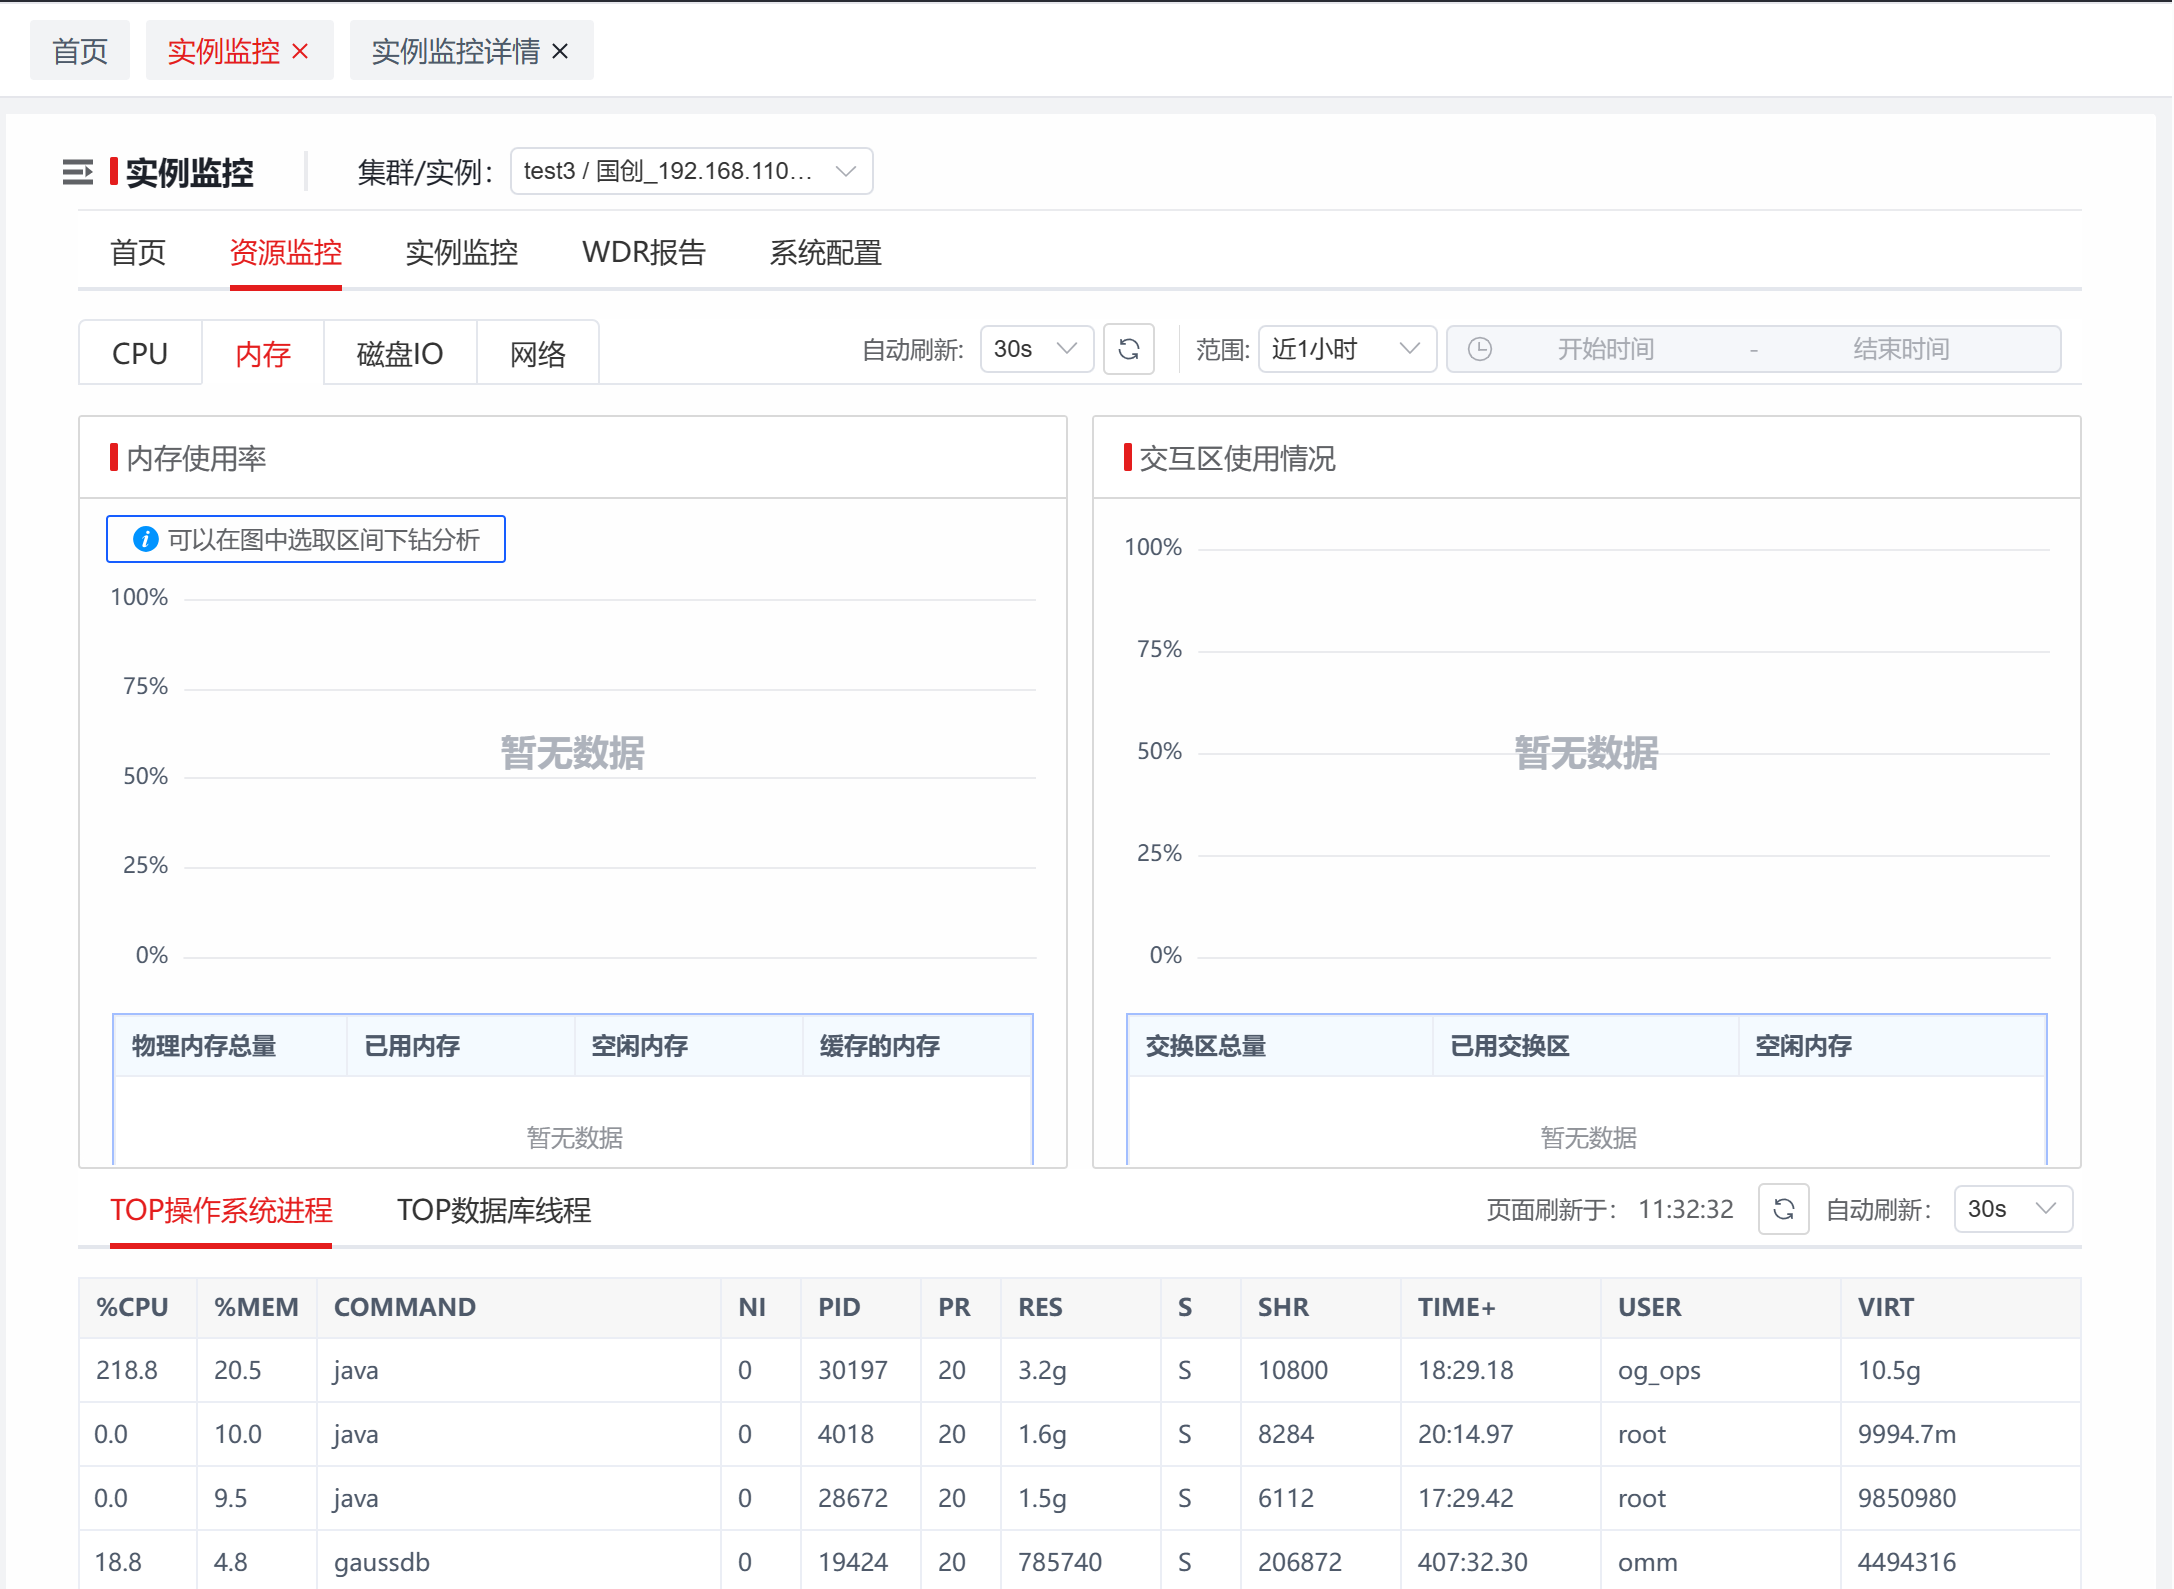 首页 实例监控 × 实例监控详情 ×
实例监控 集群/实例： test3 / 国创_192.168.110...
首页 资源监控 实例监控 WDR报告 系统配置
CPU 内存 磁盘IO 网络 自动刷新: 30s 范围: 近1小时 开始时间 - 结束时间
内存使用率
可以在图中选取区间下钻分析
100%
75%
暂无数据
50%
25%
0%
物理内存总量 已用内存 空闲内存 缓存的内存
暂无数据
交互区使用情况
100%
75%
50%
暂无数据
25%
0%
交换区总量 已用交换区 空闲内存
暂无数据
TOP操作系统进程 TOP数据库线程 页面刷新于： 11:32:32 自动刷新： 30s
%CPU %MEM COMMAND NI PID PR RES S SHR TIME+ USER VIRT
218.8 20.5 java 0 30197 20 3.2g S 10800 18:29.18 og_ops 10.5g
0.0 10.0 java 0 4018 20 1.6g S 8284 20:14.97 root 9994.7m
0.0 9.5 java 0 28672 20 1.5g S 6112 17:29.42 root 9850980
18.8 4.8 gaussdb 0 19424 20 785740 S 206872 407:32.30 omm 4494316